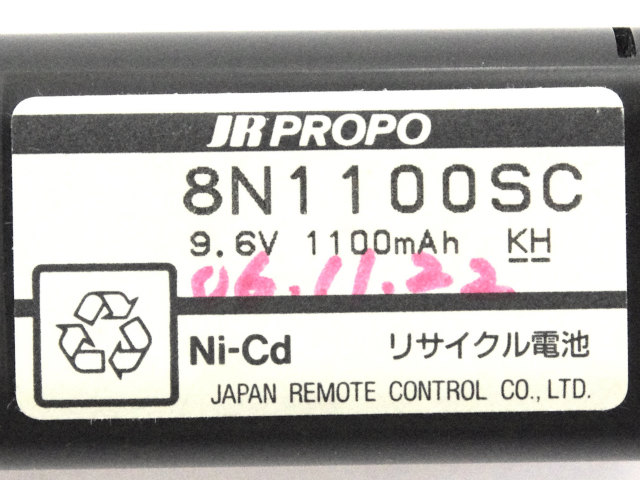 JR PROPO
8N1100SC
9.6V 1100mAh KH
06.11.22
Ni-Cd リサイクル電池
JAPAN REMOTE CONTROL CO., LTD.